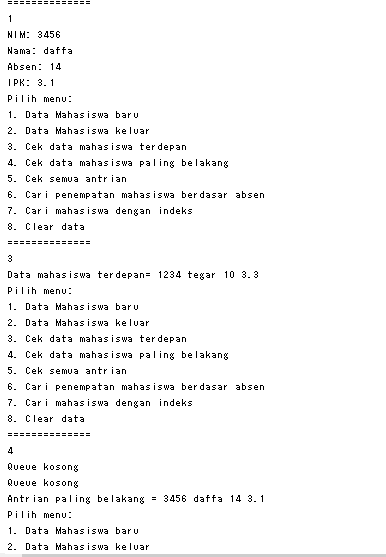 ==============
1
NIM: 3456
Nama: daffa
Absen: 14
IPK: 3.1
Pilih menu:
1. Data Mahasiswa baru
2. Data Mahasiswa keluar
3. Cek data mahasiswa terdepan
4. Cek data mahasiswa paling belakang
5. Cek semua antrian
6. Cari penempatan mahasiswa berdasar absen
7. Cari mahasiswa dengan indeks
8. Clear data
==============
3
Data mahasiswa terdepan= 1234 tegar 10 3.3
Pilih menu:
1. Data Mahasiswa baru
2. Data Mahasiswa keluar
3. Cek data mahasiswa terdepan
4. Cek data mahasiswa paling belakang
5. Cek semua antrian
6. Cari penempatan mahasiswa berdasar absen
7. Cari mahasiswa dengan indeks
8. Clear data
==============
4
Queue kosong
Queue kosong
Antrian paling belakang = 3456 daffa 14 3.1
Pilih menu:
1. Data Mahasiswa baru
2. Data Mahasiswa keluar